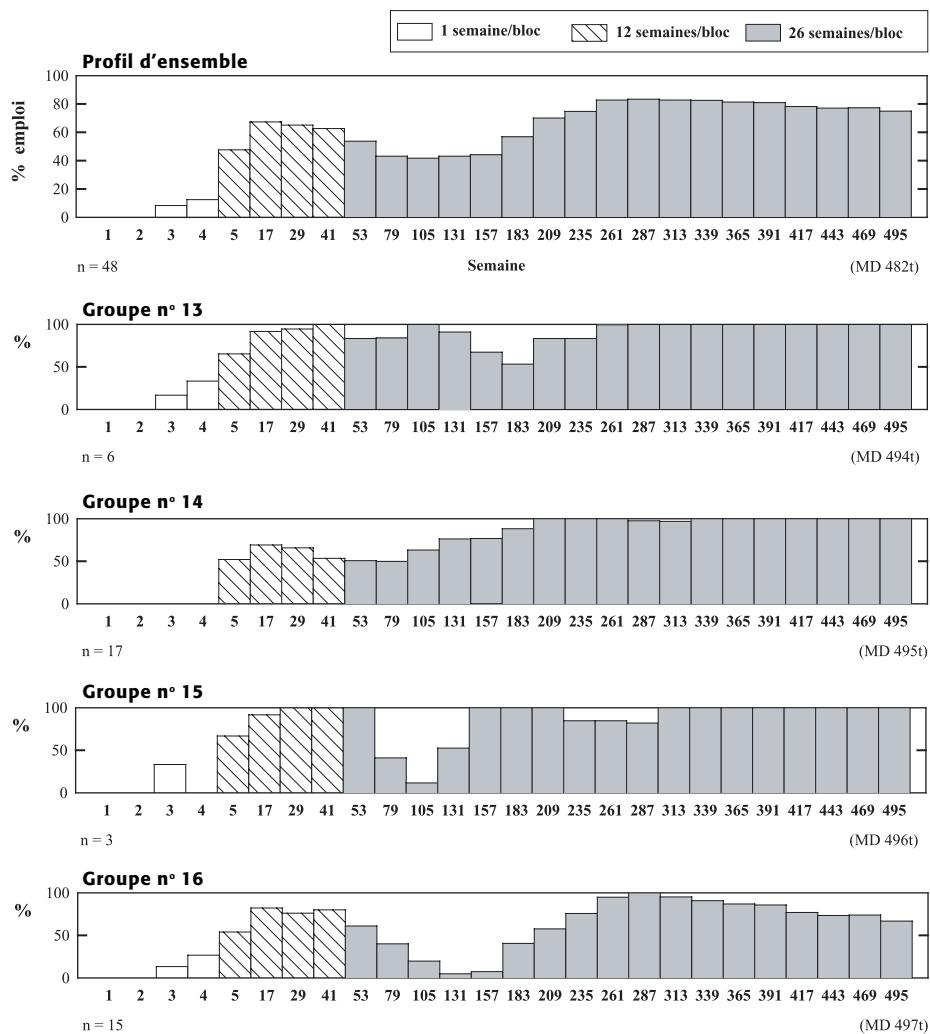 1 semaine/bloc 12 semaines/bloc 26 semaines/bloc
Profil d'ensemble
% emploi
100
80
60
40
20
0
1 2 3 4 5 17 29 41 53 79 105 131 157 183 209 235 261 287 313 339 365 391 417 443 469 495
n = 48 Semaine (MD 482t)
Groupe nº 13
%
100
50
0
1 2 3 4 5 17 29 41 53 79 105 131 157 183 209 235 261 287 313 339 365 391 417 443 469 495
n = 6 (MD 494t)
Groupe nº 14
%
100
50
0
1 2 3 4 5 17 29 41 53 79 105 131 157 183 209 235 261 287 313 339 365 391 417 443 469 495
n = 17 (MD 495t)
Groupe nº 15
%
100
50
0
1 2 3 4 5 17 29 41 53 79 105 131 157 183 209 235 261 287 313 339 365 391 417 443 469 495
n = 3 (MD 496t)
Groupe nº 16
%
100
50
0
1 2 3 4 5 17 29 41 53 79 105 131 157 183 209 235 261 287 313 339 365 391 417 443 469 495
n = 15 (MD 497t)